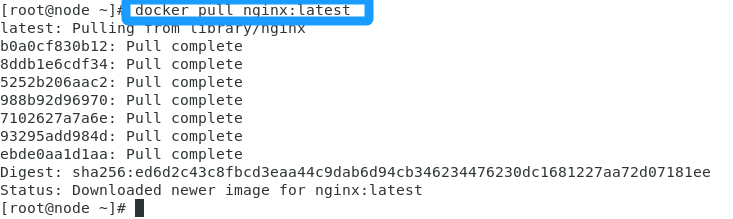 [root@node ~]# docker pull nginx:latest
latest: Pulling from library/nginx
b0a0cf830b12: Pull complete
8ddb1e6cdf34: Pull complete
5252b206aac2: Pull complete
988b92d96970: Pull complete
7102627a7a6e: Pull complete
93295add984d: Pull complete
ebde0aa1d1aa: Pull complete
Digest: sha256:ed6d2c43c8fbcd3eaa44c9dab6d94cb346234476230dc1681227aa72d07181ee
Status: Downloaded newer image for nginx:latest
[root@node ~]#